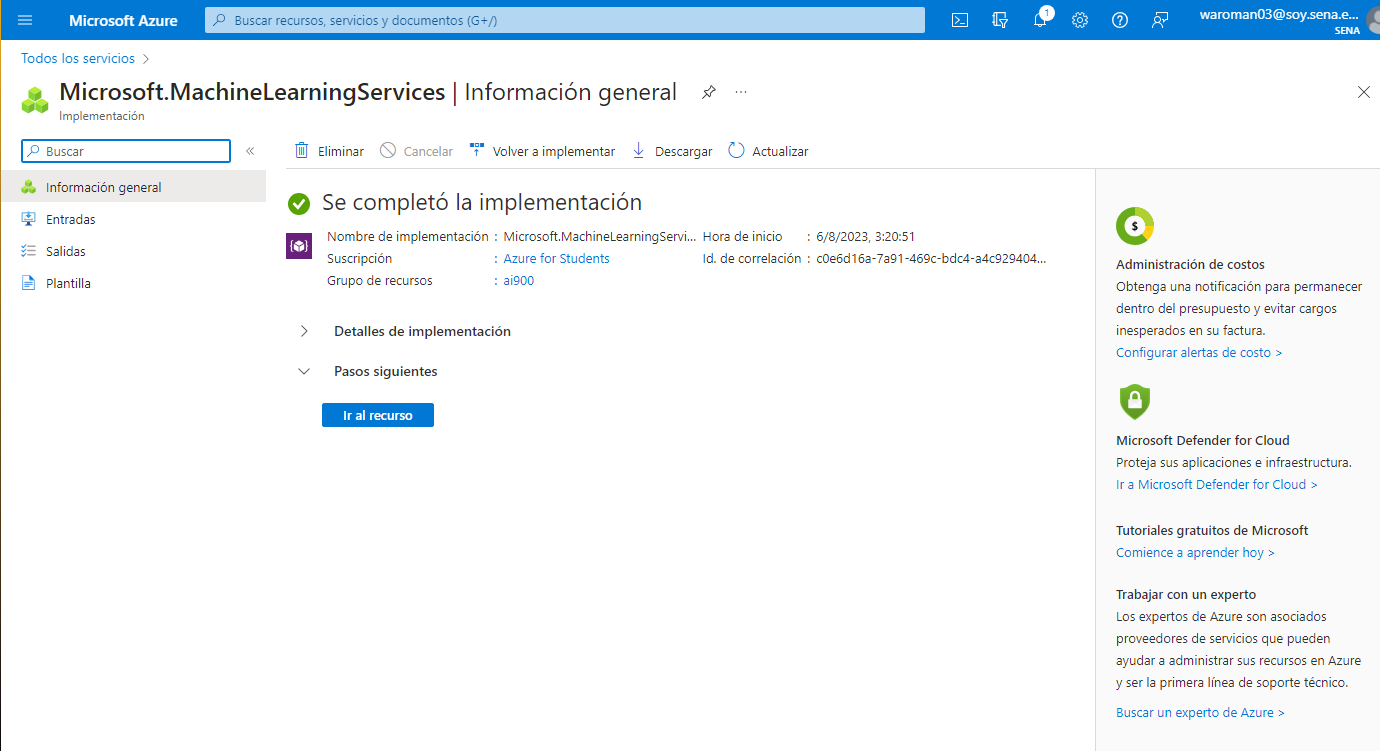 Microsoft Azure
Buscar recursos, servicios y documentos (G+/)
1
waroman03@soy.sena.e...
SENA
Todos los servicios >
Microsoft.MachineLearningServices | Información general
...
Implementación
Buscar
«
Información general
Entradas
Salidas
Plantilla
Eliminar
Cancelar
Volver a implementar
Descargar
Actualizar
Se completó la implementación
Nombre de implementación : Microsoft.MachineLearningServi...
Suscripción : Azure for Students
Grupo de recursos : ai900
Hora de inicio : 6/8/2023, 3:20:51
Id. de correlación : c0e6d16a-7a91-469c-bdc4-a4c929404...
Detalles de implementación
Pasos siguientes
Ir al recurso
$
Administración de costos
Obtenga una notificación para permanecer
dentro del presupuesto y evitar cargos
inesperados en su factura.
Configurar alertas de costo >
Microsoft Defender for Cloud
Proteja sus aplicaciones e infraestructura.
Ir a Microsoft Defender for Cloud >
Tutoriales gratuitos de Microsoft
Comience a aprender hoy >
Trabajar con un experto
Los expertos de Azure son asociados
proveedores de servicios que pueden
ayudar a administrar sus recursos en Azure
y ser la primera línea de soporte técnico.
Buscar un experto de Azure >